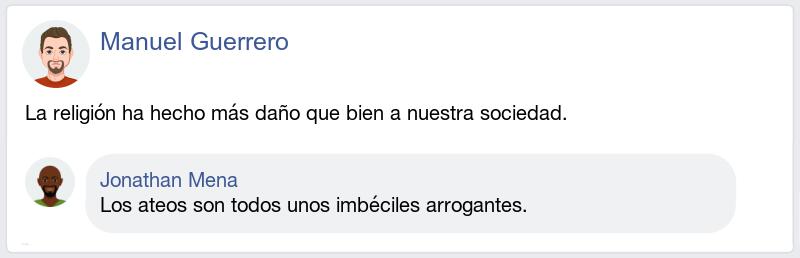 Manuel Guerrero
La religión ha hecho más daño que bien a nuestra sociedad.
Jonathan Mena
Los ateos son todos unos imbéciles arrogantes.